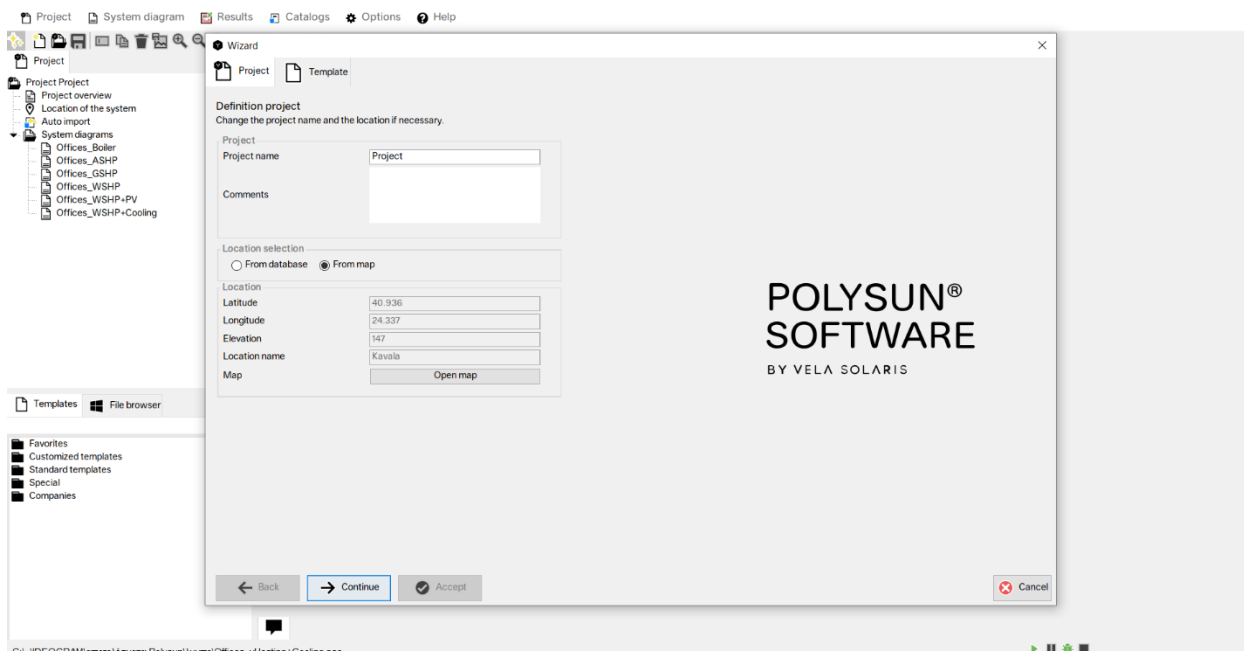 Project System diagram Results Catalogs Options Help
Project
Project Project
Project overview
Location of the system
Auto import
System diagrams
Offices_Boiler
Offices_ASHP
Offices_GSHP
Offices_WSHP
Offices_WSHP+PV
Offices_WSHP+Cooling
Templates File browser
Favorites
Customized templates
Standard templates
Special
Companies
Wizard
Project Template
Definition project
Change the project name and the location if necessary.
Project
Project name Project
Comments
Location selection
From database From map
Location
Latitude 40.936
Longitude 24.337
Elevation 147
Location name Kavala
Map Open map
POLYSUN®
SOFTWARE
BY VELA SOLARIS
Back Continue Accept Cancel